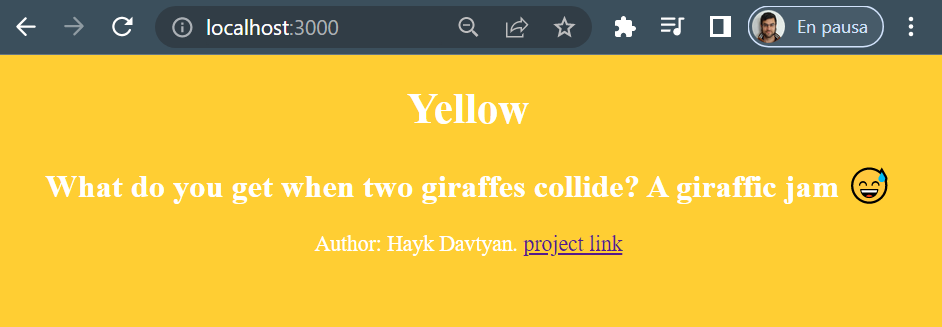 localhost:3000
En pausa
Yellow
What do you get when two giraffes collide? A giraffic jam 😅
Author: Hayk Davtyan. project link